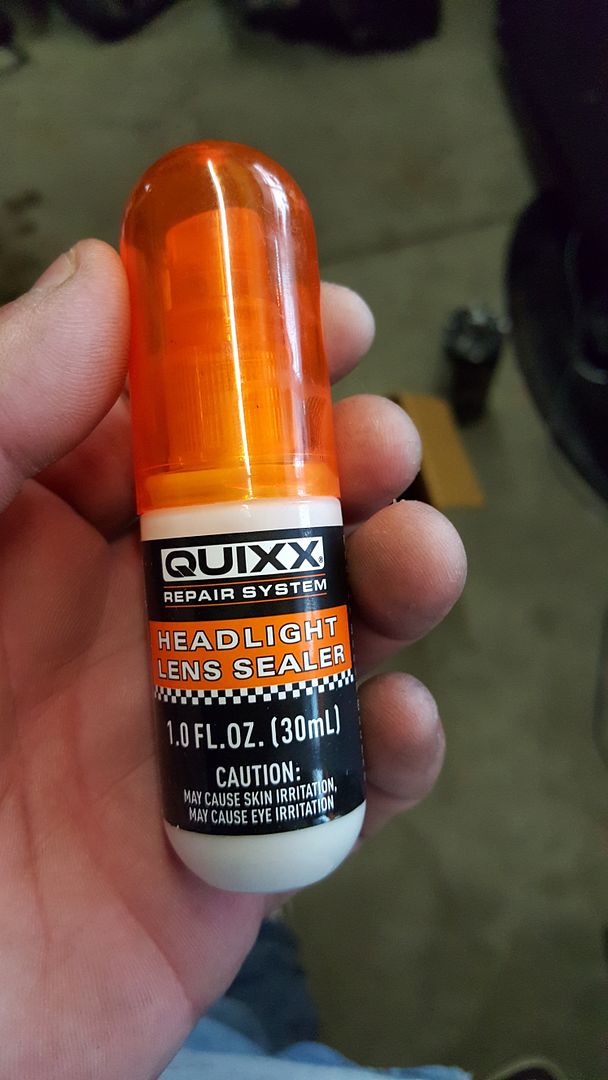 QUIXX®
REPAIR SYSTEM
HEADLIGHT
LENS SEALER
1.0 FL.OZ. (30mL)
CAUTION:
MAY CAUSE SKIN IRRITATION,
MAY CAUSE EYE IRRITATION